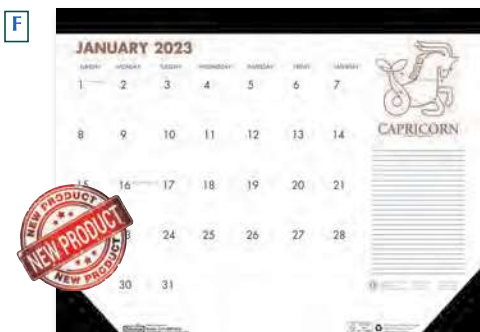 F
JANUARY 2023
SUNDAY MONDAY TUESDAY WEDNESDAY THURSDAY FRIDAY SATURDAY
1 2 3 4 5 6 7
CAPRICORN
8 9 10 11 12 13 14
15 16 17 18 19 20 21
NEW PRODUCT
NEW PRODUCT
NEW PRODUCT
24 25 26 27 28
30 31